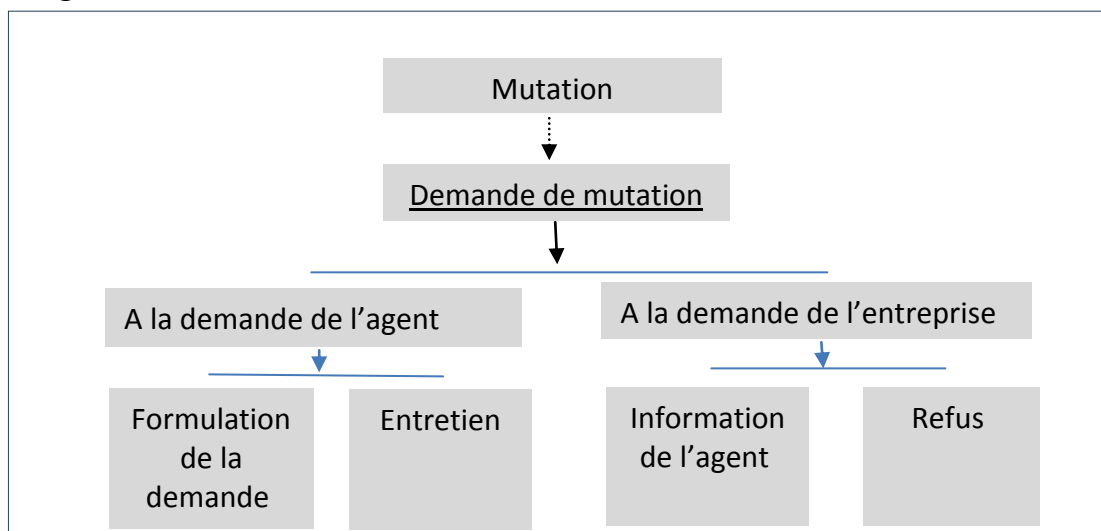 Mutation
Demande de mutation
A la demande de l’agent
A la demande de l’entreprise
Formulation
de la
demande
Entretien
Information
de l’agent
Refus